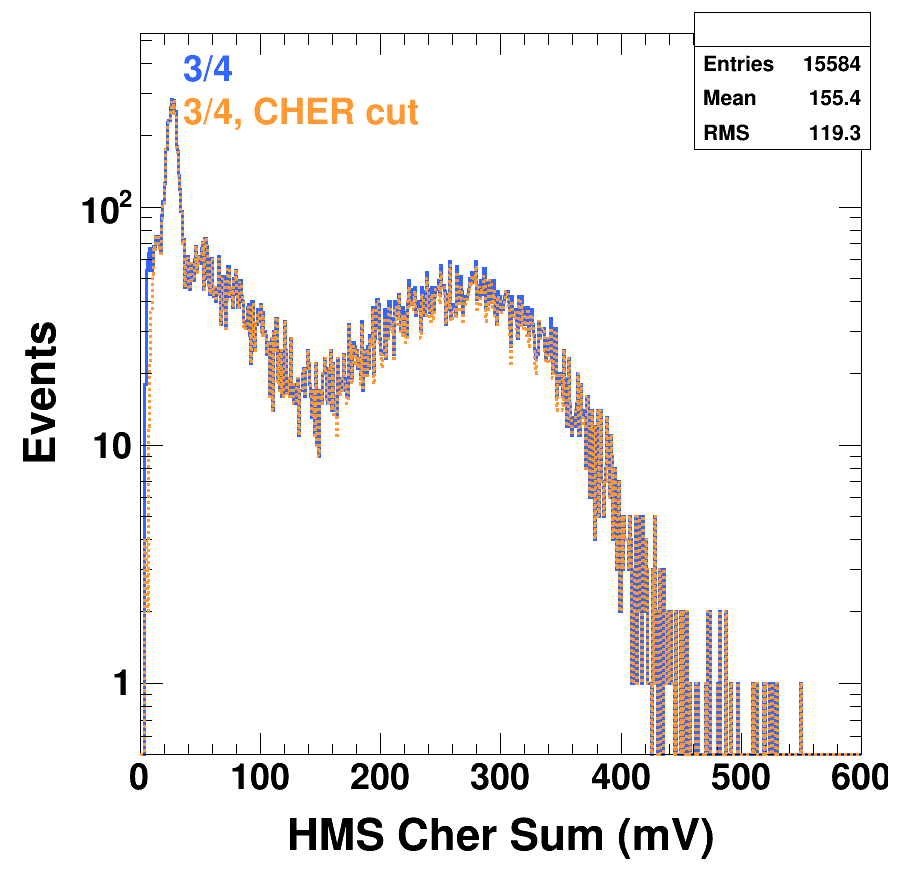 3/4
3/4, CHER cut
Entries 15584
Mean 155.4
RMS 119.3
10²
10
1
Events
0 100 200 300 400 500 600
HMS Cher Sum (mV)